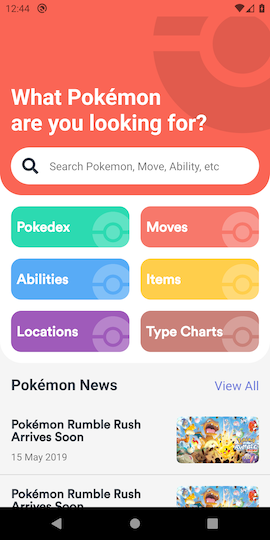 12:44
What Pokémon
are you looking for?
Search Pokemon, Move, Ability, etc
Pokedex
Moves
Abilities
Items
Locations
Type Charts
Pokémon News
View All
Pokémon Rumble Rush
Arrives Soon
15 May 2019
Pokémon Rumble Rush
Arrives Soon